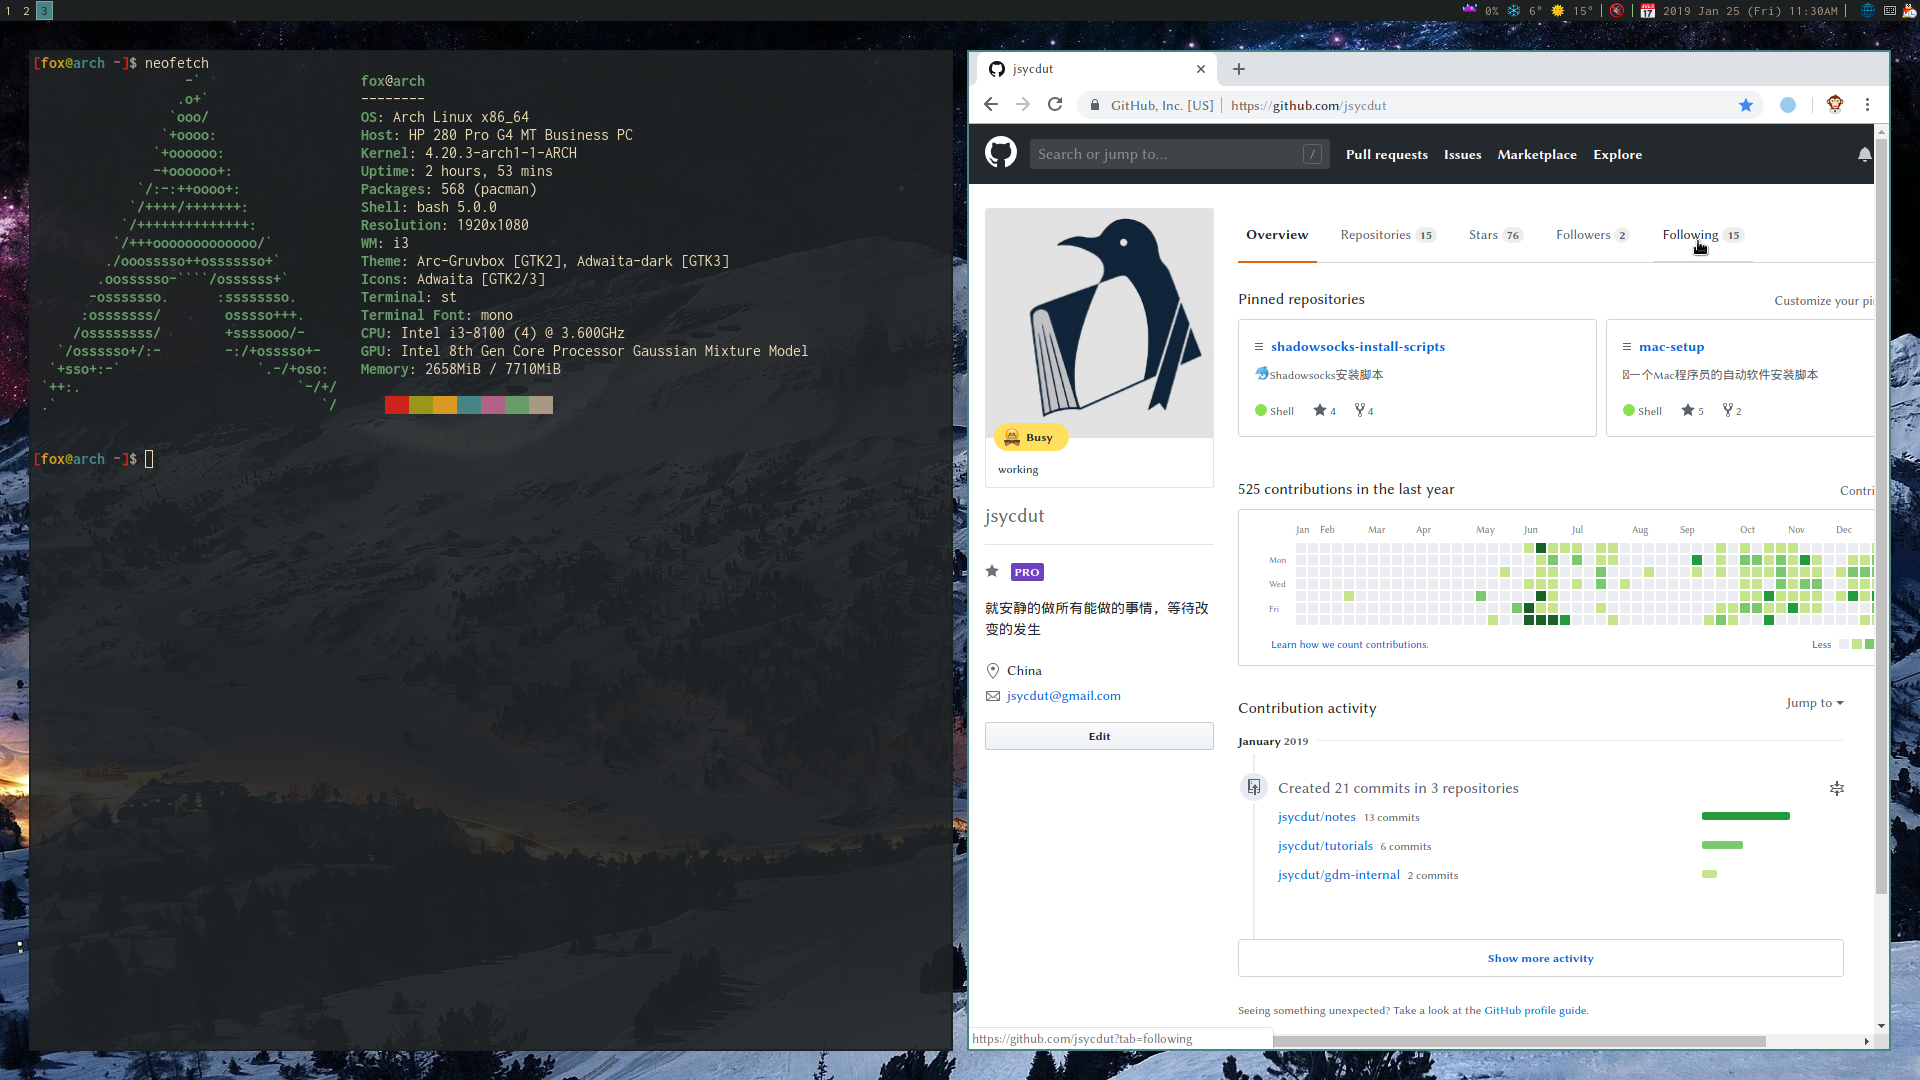 1 2 3
0% 6° 15° 2019 Jan 25 (Fri) 11:30AM
[fox@arch ~]$ neofetch
fox@arch
--------
OS: Arch Linux x86_64
Host: HP 280 Pro G4 MT Business PC
Kernel: 4.20.3-arch1-1-ARCH
Uptime: 2 hours, 53 mins
Packages: 568 (pacman)
Shell: bash 5.0.0
Resolution: 1920x1080
WM: i3
Theme: Arc-Gruvbox [GTK2], Adwaita-dark [GTK3]
Icons: Adwaita [GTK2/3]
Terminal: st
Terminal Font: mono
CPU: Intel i3-8100 (4) @ 3.600GHz
GPU: Intel 8th Gen Core Processor Gaussian Mixture Model
Memory: 2658MiB / 7710MiB
[fox@arch ~]$
jsycdut
GitHub, Inc. [US] https://github.com/jsycdut
Search or jump to... /
Pull requests Issues Marketplace Explore
Overview Repositories 15 Stars 76 Followers 2 Following 15
Busy
working
jsycdut
PRO
就安静的做所有能做的事情，等待改
变的发生
China
jsycdut@gmail.com
Edit
Pinned repositories
Customize your
shadowsocks-install-scripts
Shadowsocks安装脚本
Shell 4 4
mac-setup
一个Mac程序员的自动软件安装脚本
Shell 5 2
525 contributions in the last year
Jan Feb Mar Apr May Jun Jul Aug Sep Oct Nov Dec
Mon
Wed
Fri
Learn how we count contributions.
Less
Contribution activity
Jump to
January 2019
Created 21 commits in 3 repositories
jsycdut/notes 13 commits
jsycdut/tutorials 6 commits
jsycdut/gdm-internal 2 commits
Show more activity
Seeing something unexpected? Take a look at the GitHub profile guide.
https://github.com/jsycdut?tab=following